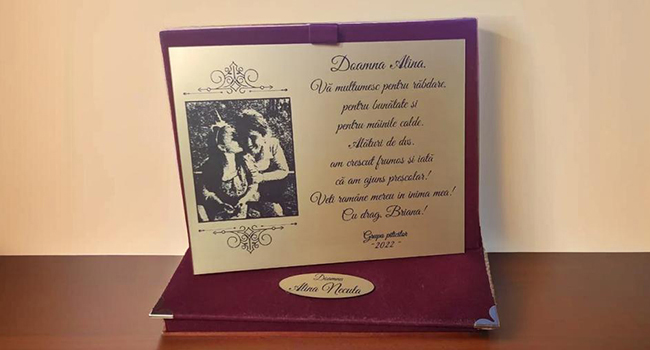 Doamna Alina,
Vă mulțumesc pentru răbdare,
pentru bunătate și
pentru mâinile calde.
Alături de dvs.
am crescut frumos și iată
că am ajuns preșcolar!
Veți rămâne mereu în inima mea!
Cu drag, Briana!
Grupa piticilor
- 2022 -
Doamna
Alina Necula